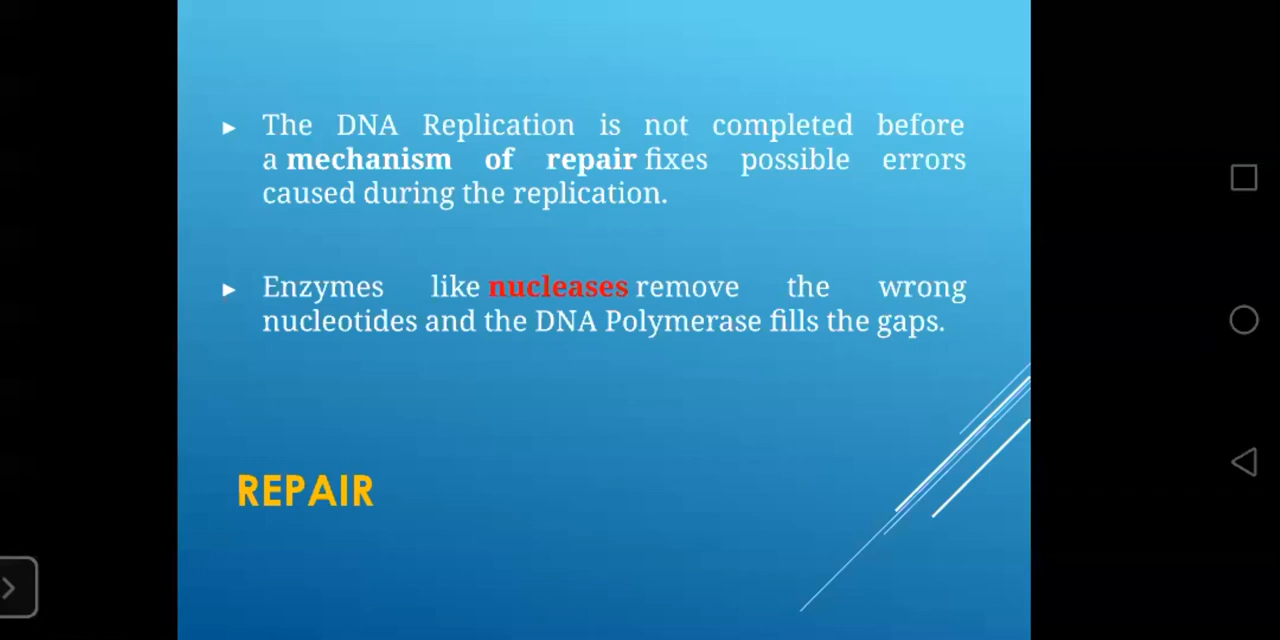 The DNA Replication is not completed before
a mechanism of repair fixes possible errors
caused during the replication.
Enzymes like nucleases remove the wrong
nucleotides and the DNA Polymerase fills the gaps.
REPAIR